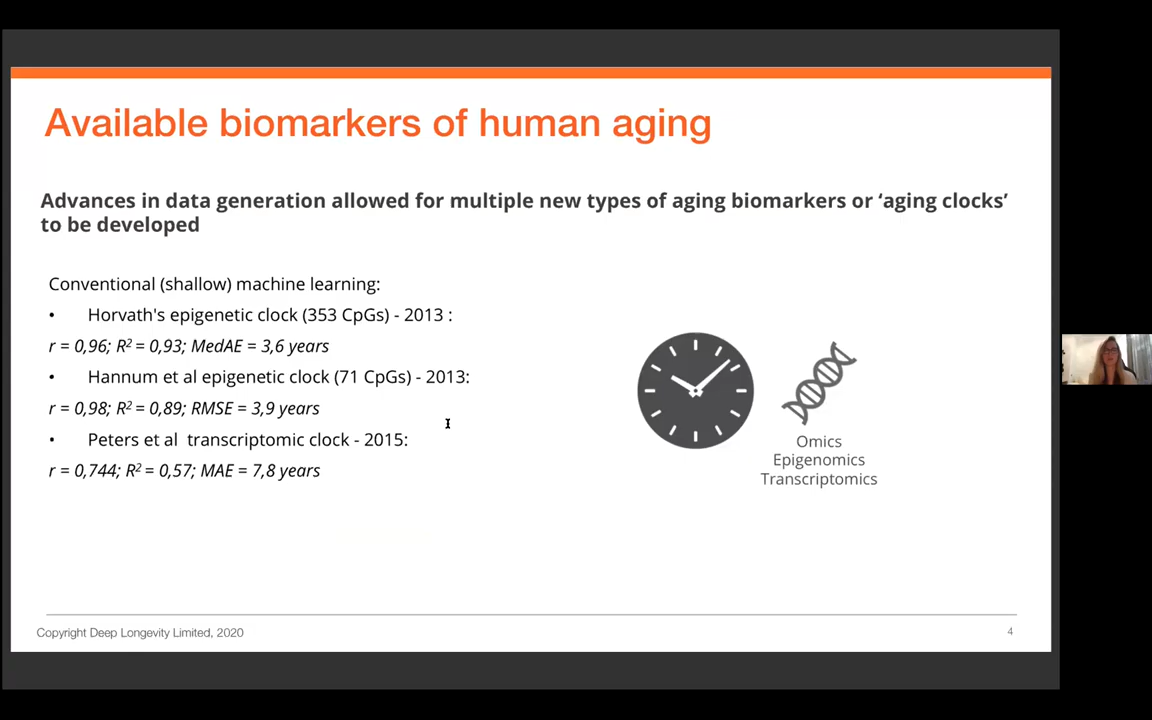 Available biomarkers of human aging
Advances in data generation allowed for multiple new types of aging biomarkers or ‘aging clocks’
to be developed
Conventional (shallow) machine learning:
• Horvath's epigenetic clock (353 CpGs) - 2013 :
r = 0,96; R² = 0,93; MedAE = 3,6 years
• Hannum et al epigenetic clock (71 CpGs) - 2013:
r = 0,98; R² = 0,89; RMSE = 3,9 years
• Peters et al  transcriptomic clock - 2015:
r = 0,744; R² = 0,57; MAE = 7,8 years
Omics
Epigenomics
Transcriptomics
Copyright Deep Longevity Limited, 2020
4